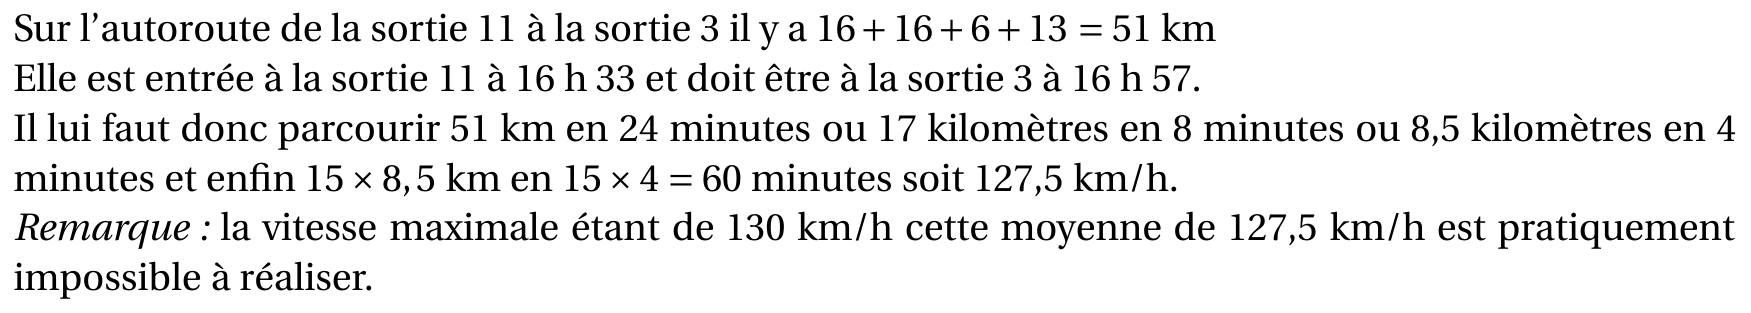 Sur l’autoroute de la sortie 11 à la sortie 3 il y a 16 + 16 + 6 + 13 = 51 km
Elle est entrée à la sortie 11 à 16 h 33 et doit être à la sortie 3 à 16 h 57.
Il lui faut donc parcourir 51 km en 24 minutes ou 17 kilomètres en 8 minutes ou 8,5 kilomètres en 4
minutes et enfin 15 × 8,5 km en 15 × 4 = 60 minutes soit 127,5 km/h.
Remarque : la vitesse maximale étant de 130 km/h cette moyenne de 127,5 km/h est pratiquement
impossible à réaliser.